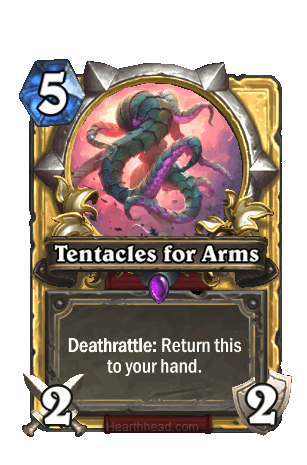 5
Tentacles for Arms
Deathrattle: Return this
to your hand.
2
2
Hearthhead.com